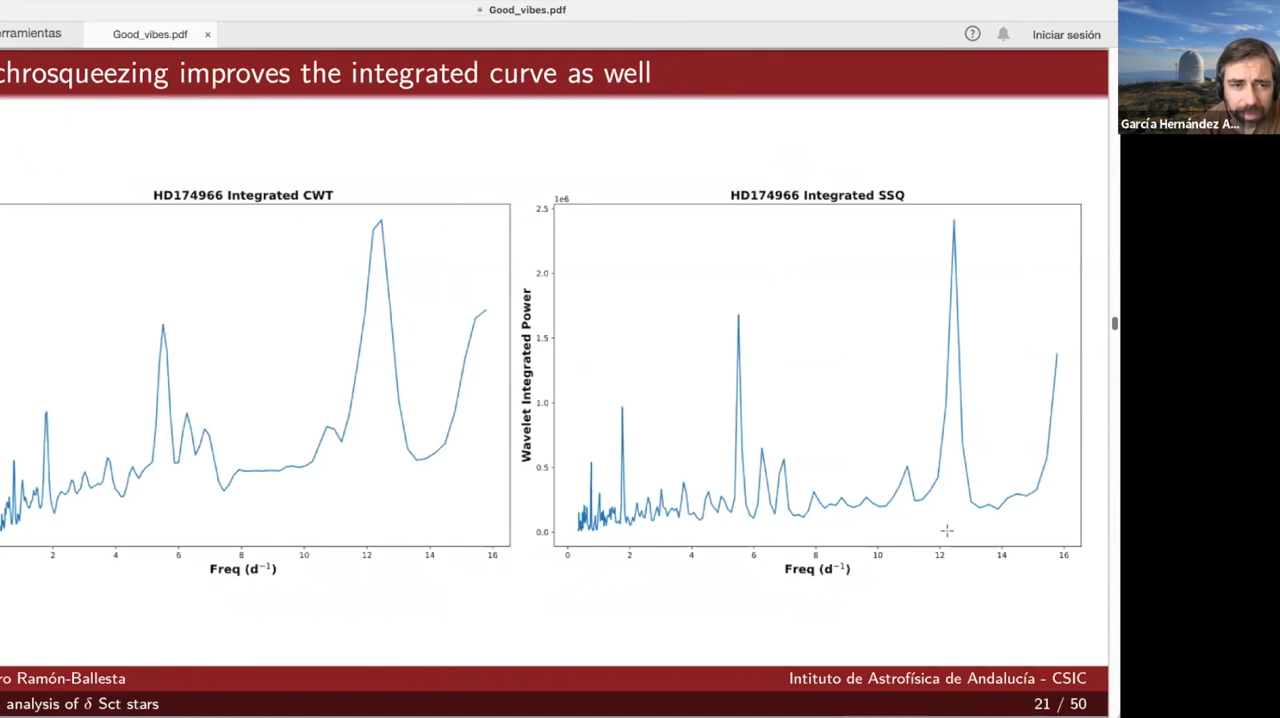 Good_vibes.pdf
erramientas
Good_vibes.pdf ×
? Iniciar sesión
chrosqueezing improves the integrated curve as well
García Hernández A...
HD174966 Integrated CWT
2 4 6 8 10 12 14 16
Freq (d⁻¹)
HD174966 Integrated SSQ
1e6
2.5
2.0
1.5
1.0
0.5
0.0
Wavelet Integrated Power
0 2 4 6 8 10 12 14 16
Freq (d⁻¹)
ro Ramón-Ballesta
Intituto de Astrofísica de Andalucía - CSIC
analysis of δ Sct stars
21 / 50